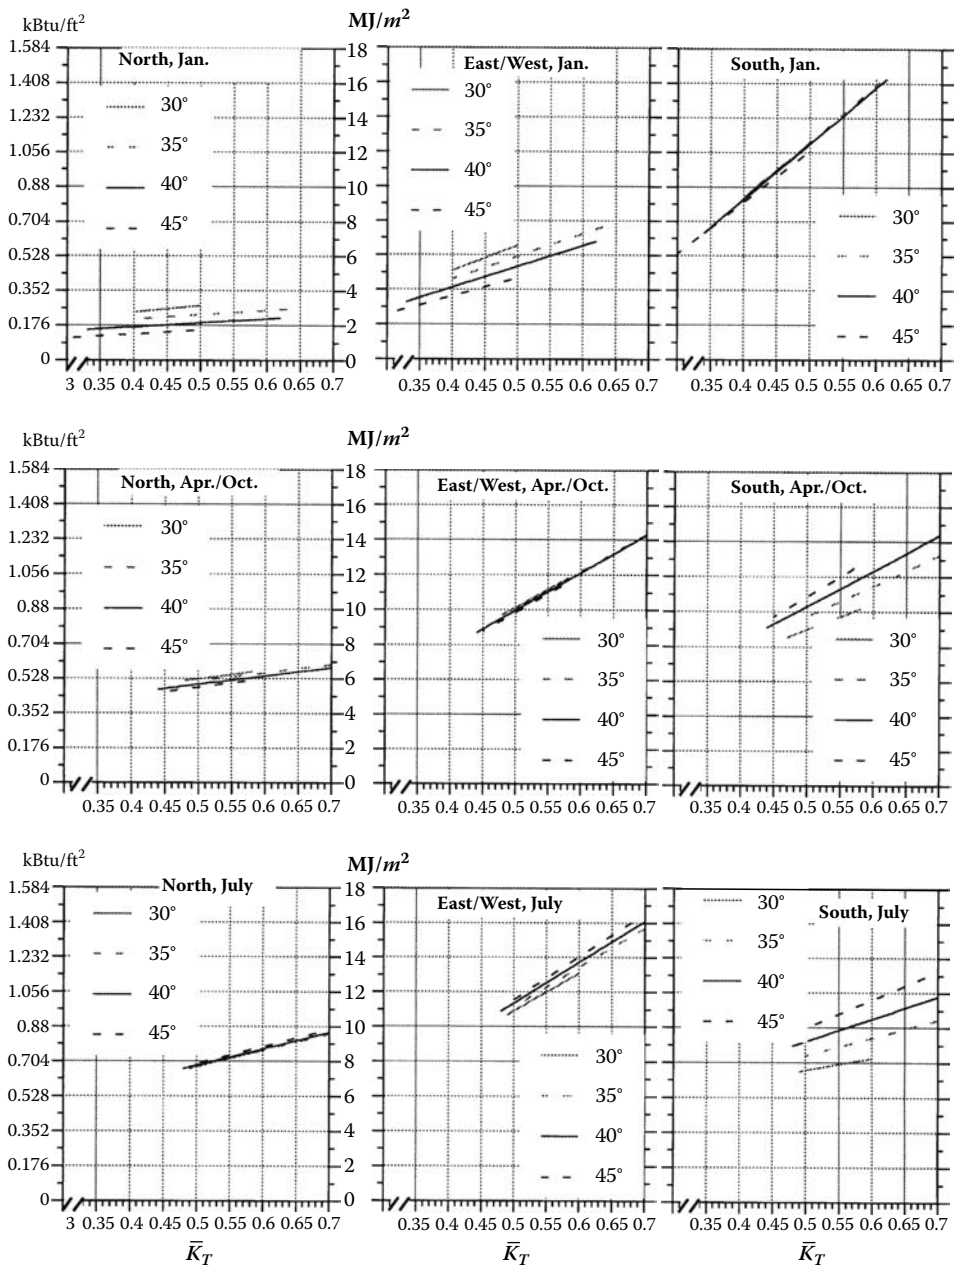 kBtu/ft² MJ/m²
1.584 18
1.408 16
1.232 14
1.056 12
0.88 10
0.704 8
0.528 6
0.352 4
0.176 2
0 0
North, Jan.
30°
35°
40°
45°
3 0.35 0.4 0.45 0.5 0.55 0.6 0.65 0.7
East/West, Jan.
30°
35°
40°
45°
0.35 0.4 0.45 0.5 0.55 0.6 0.65 0.7
South, Jan.
30°
35°
40°
45°
0.35 0.4 0.45 0.5 0.55 0.6 0.65 0.7
kBtu/ft² MJ/m²
1.584 18
1.408 16
1.232 14
1.056 12
0.88 10
0.704 8
0.528 6
0.352 4
0.176 2
0 0
North, Apr./Oct.
30°
35°
40°
45°
0.35 0.4 0.45 0.5 0.55 0.6 0.65 0.7
East/West, Apr./Oct.
30°
35°
40°
45°
0.35 0.4 0.45 0.5 0.55 0.6 0.65 0.7
South, Apr./Oct.
30°
35°
40°
45°
0.35 0.4 0.45 0.5 0.55 0.6 0.65 0.7
kBtu/ft² MJ/m²
1.584 18
1.408 16
1.232 13
1.056 12
0.88 10
0.704 8
0.528 6
0.352 4
0.176 2
0 0
North, July
30°
35°
40°
45°
3 0.35 0.4 0.45 0.5 0.55 0.6 0.65 0.7
K̅_T
East/West, July
30°
35°
40°
45°
0.35 0.4 0.45 0.5 0.55 0.6 0.65 0.7
K̅_T
South, July
30°
35°
40°
45°
0.35 0.4 0.45 0.5 0.55 0.6 0.65 0.7
K̅_T